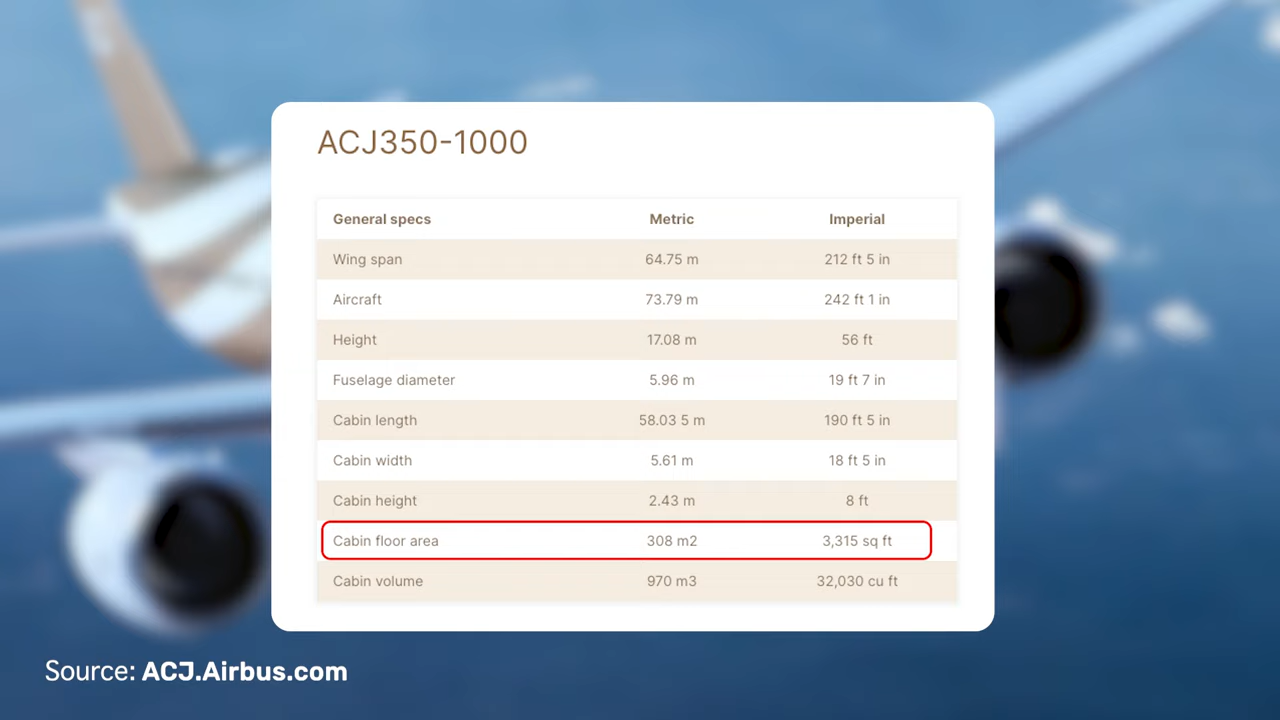 ACJ350-1000
General specs Metric Imperial
Wing span 64.75 m 212 ft 5 in
Aircraft 73.79 m 242 ft 1 in
Height 17.08 m 56 ft
Fuselage diameter 5.96 m 19 ft 7 in
Cabin length 58.03 5 m 190 ft 5 in
Cabin width 5.61 m 18 ft 5 in
Cabin height 2.43 m 8 ft
Cabin floor area 308 m2 3,315 sq ft
Cabin volume 970 m3 32,030 cu ft
Source: ACJ.Airbus.com